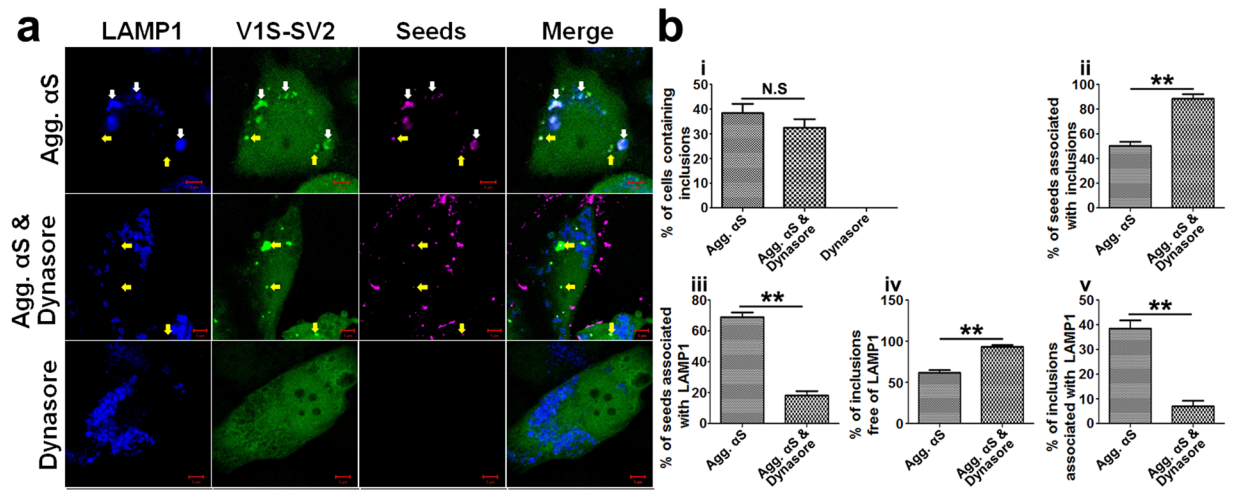 a
LAMP1 V1S-SV2 Seeds Merge
Agg. αS
Agg. αS &
Dynasore
Dynasore
b
i
% of cells containing
inclusions
50
40
30
20
10
0
N.S
Agg. αS
Agg. αS &
Dynasore
Dynasore
ii
% of seeds associated
with inclusions
100
80
60
40
20
0
**
Agg. αS
Agg. αS &
Dynasore
iii
% of seeds associated
with LAMP1
80
60
40
20
0
**
Agg. αS
Agg. αS &
Dynasore
iv
% of inclusions
free of LAMP1
150
100
50
0
**
Agg. αS
Agg. αS &
Dynasore
v
% of inclusions
associated with LAMP1
50
40
30
20
10
0
**
Agg. αS
Agg. αS &
Dynasore